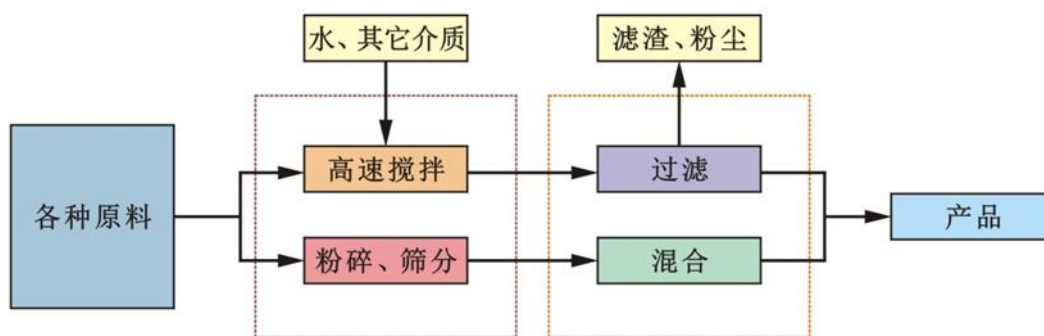 水、其它介质
滤渣、粉尘
各种原料
高速搅拌
过滤
产品
粉碎、筛分
混合